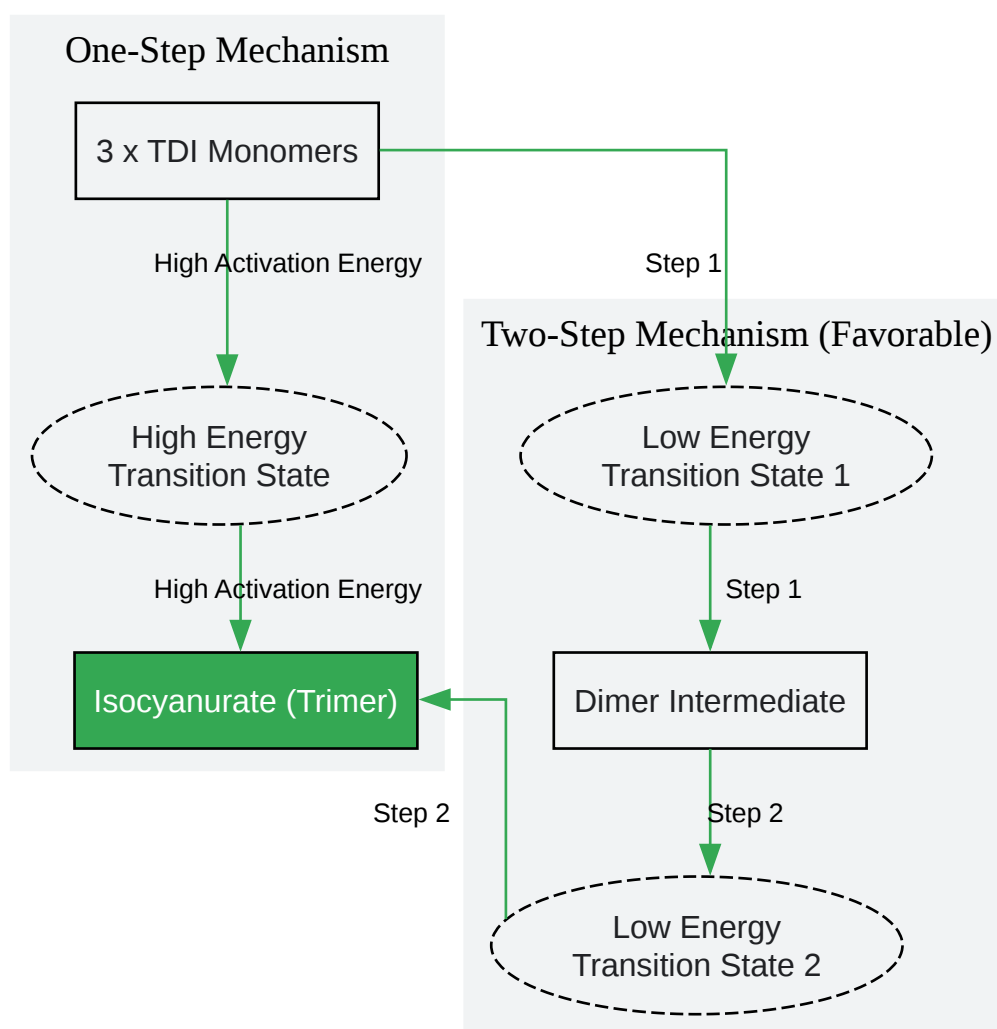 One-Step Mechanism
3 x TDI Monomers
High Activation Energy
Step 1
Two-Step Mechanism (Favorable)
High Energy
Transition State
Low Energy
Transition State 1
High Activation Energy
Step 1
Isocyanurate (Trimer)
Dimer Intermediate
Step 2
Step 2
Low Energy
Transition State 2